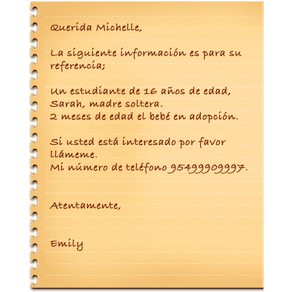 Querida Michelle,
La siguiente información es para su
referencia;
Un estudiante de 16 años de edad,
Sarah, madre soltera.
2 meses de edad el bebé en adopción.
Si usted está interesado por favor
llámeme.
Mi número de teléfono 95499909997.
Atentamente,
Emily